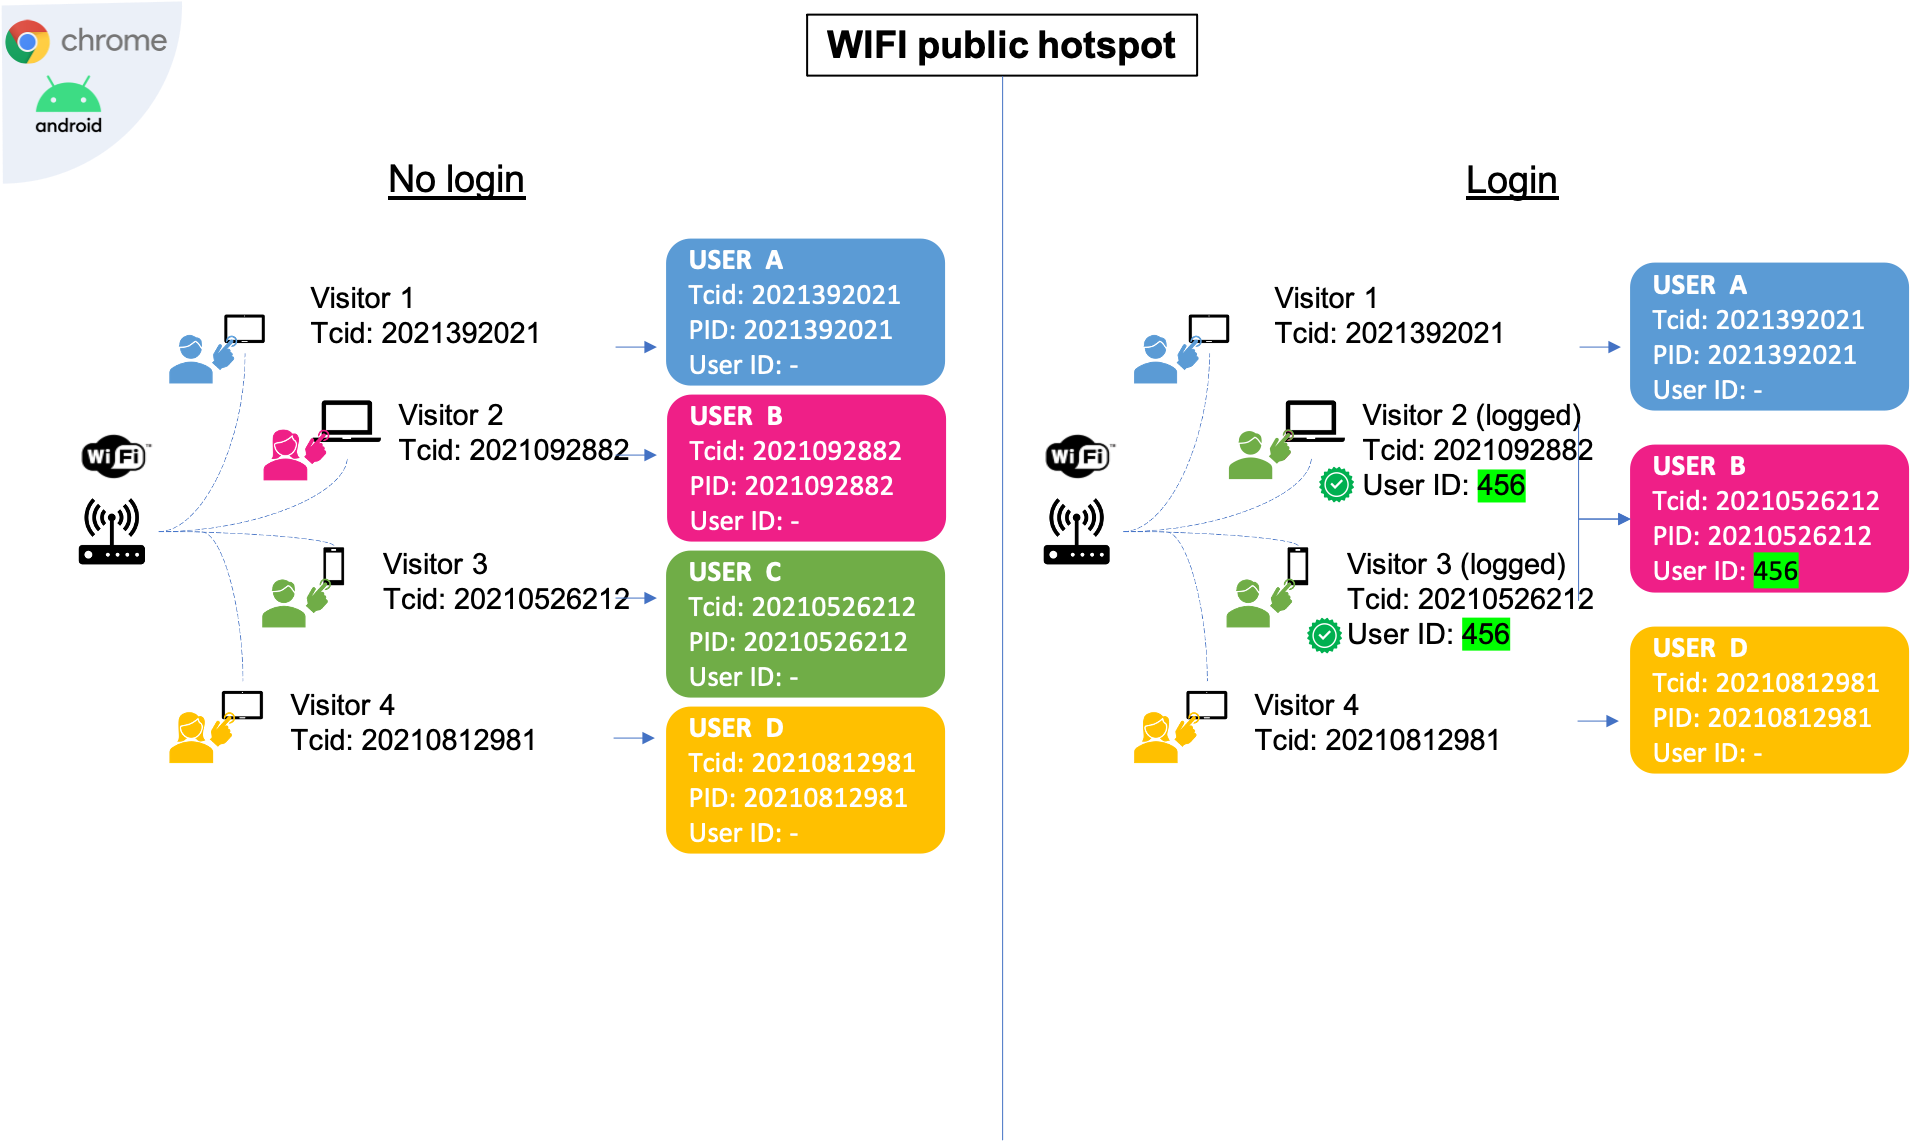 chrome
android
WIFI public hotspot
No login
Visitor 1
Tcid: 2021392021
USER A
Tcid: 2021392021
PID: 2021392021
User ID: -
Visitor 2
Tcid: 2021092882
USER B
Tcid: 2021092882
PID: 2021092882
User ID: -
WiFi™
Visitor 3
Tcid: 20210526212
USER C
Tcid: 20210526212
PID: 20210526212
User ID: -
Visitor 4
Tcid: 20210812981
USER D
Tcid: 20210812981
PID: 20210812981
User ID: -
Login
Visitor 1
Tcid: 2021392021
USER A
Tcid: 2021392021
PID: 2021392021
User ID: -
Visitor 2 (logged)
Tcid: 2021092882
User ID: 456
WiFi™
Visitor 3 (logged)
Tcid: 20210526212
User ID: 456
USER B
Tcid: 20210526212
PID: 20210526212
User ID: 456
Visitor 4
Tcid: 20210812981
USER D
Tcid: 20210812981
PID: 20210812981
User ID: -